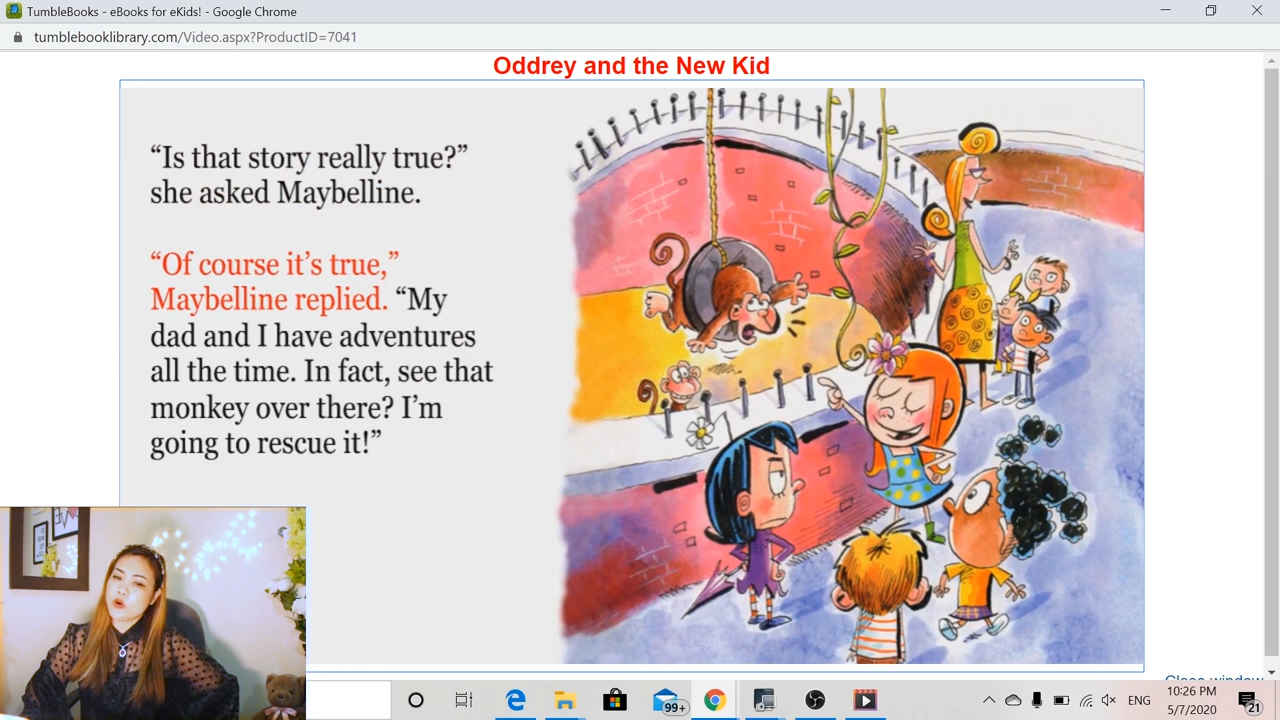 TumbleBooks - eBooks for eKids! - Google Chrome
tumblebooklibrary.com/Video.aspx?ProductID=7041
Oddrey and the New Kid
“Is that story really true?”
she asked Maybelline.
“Of course it’s true,”
Maybelline replied. “My
dad and I have adventures
all the time. In fact, see that
monkey over there? I’m
going to rescue it!”
Close window
99+
ENG
10:26 PM
5/7/2020
21